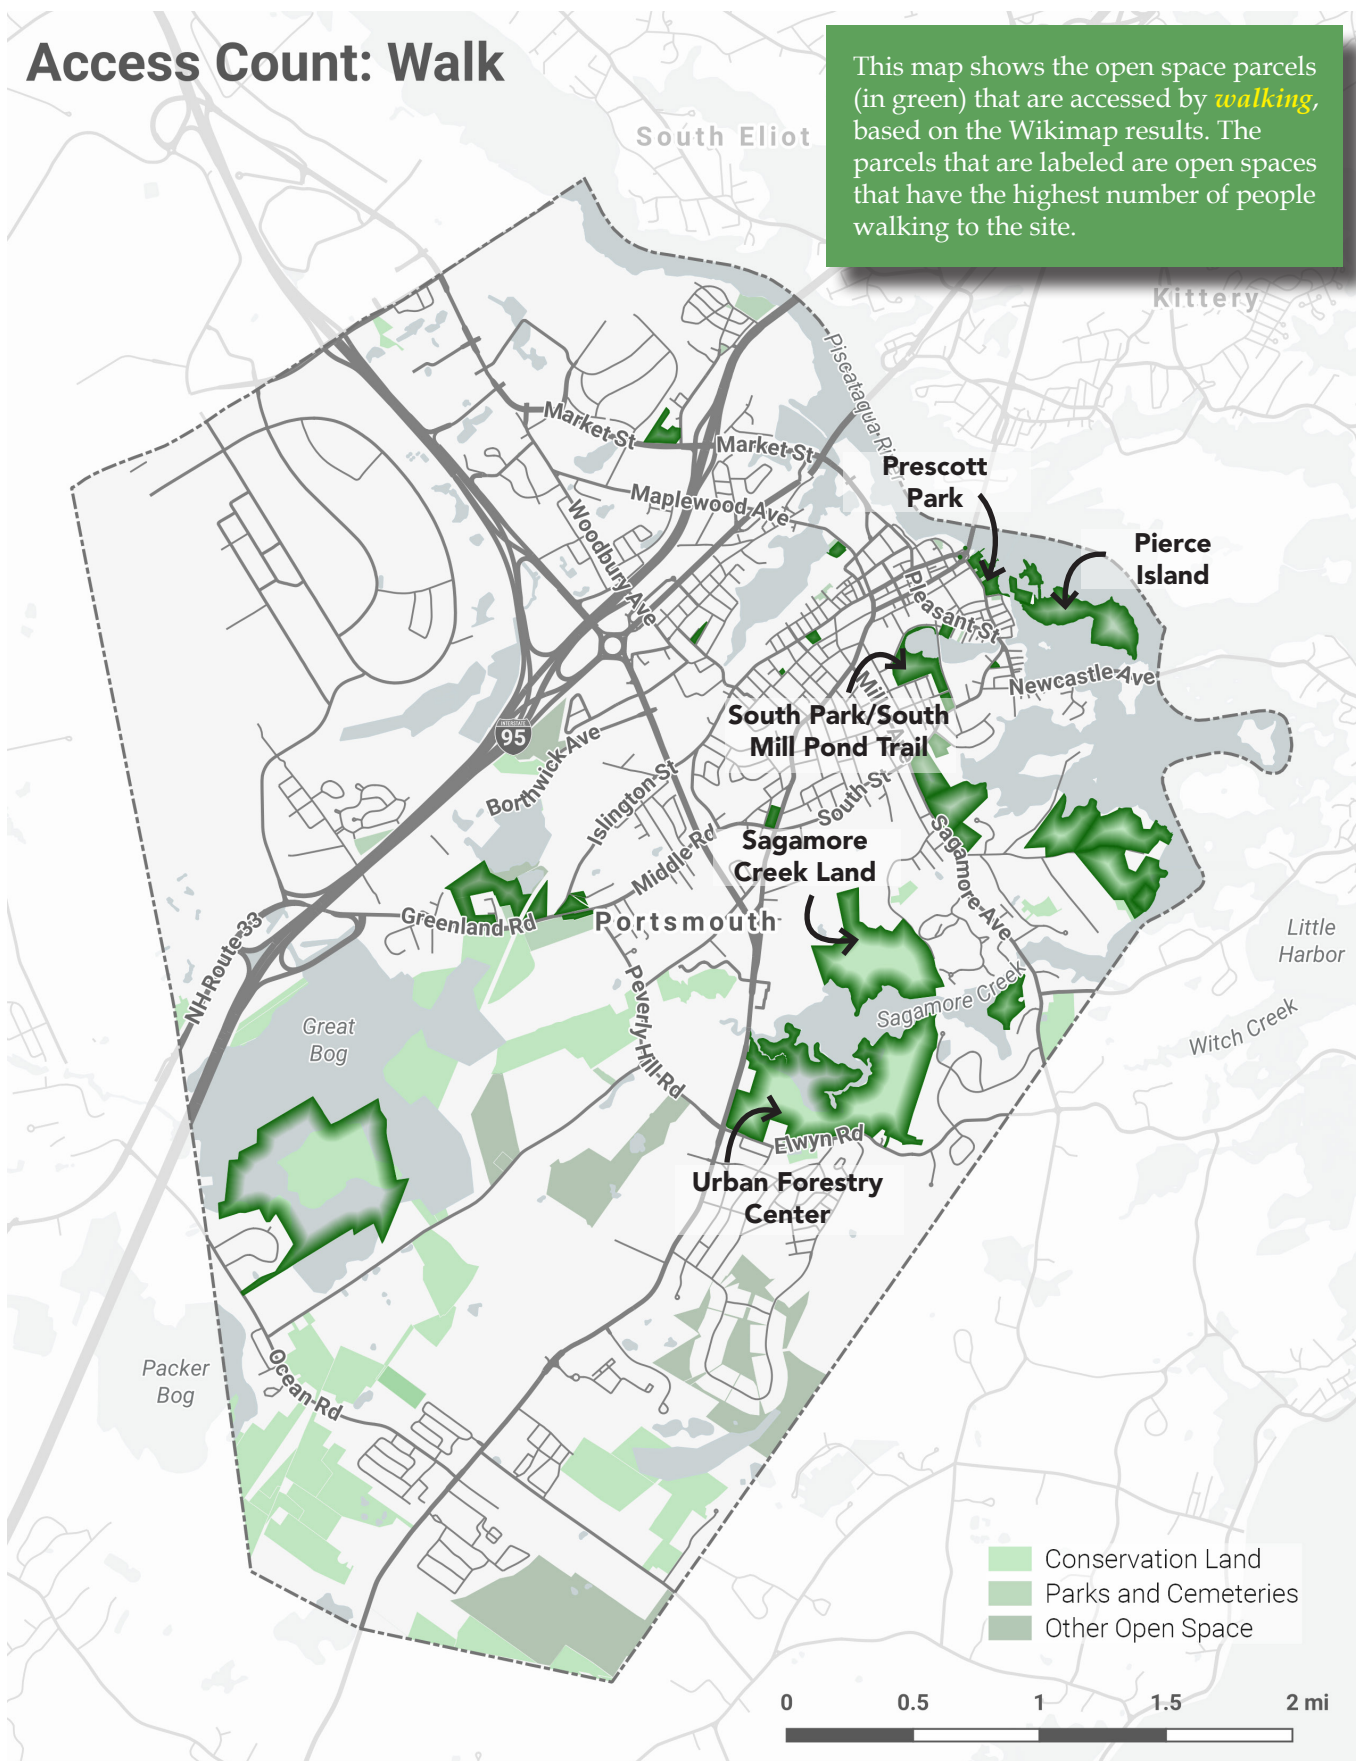 Access Count: Walk
This map shows the open space parcels
(in green) that are accessed by walking,
based on the Wikimap results. The
parcels that are labeled are open spaces
that have the highest number of people
walking to the site.
South Eliot
Kittery
Piscataqua River
Market St
Market St
Maplewood Ave
Woodbury Ave
Prescott
Park
Pierce
Island
Pleasant St
Newcastle Ave
South Park/South
Mill Pond Trail
INTERSTATE
95
Borthwick Ave
Islington St
Middle Rd
South St
Sagamore Ave
Sagamore
Creek Land
Greenland Rd
Portsmouth
NH Route 33
Little
Harbor
Great
Bog
Peverly Hill Rd
Sagamore Creek
Witch Creek
Elwyn Rd
Urban Forestry
Center
Packer
Bog
Ocean Rd
Conservation Land
Parks and Cemeteries
Other Open Space
0 0.5 1 1.5 2 mi